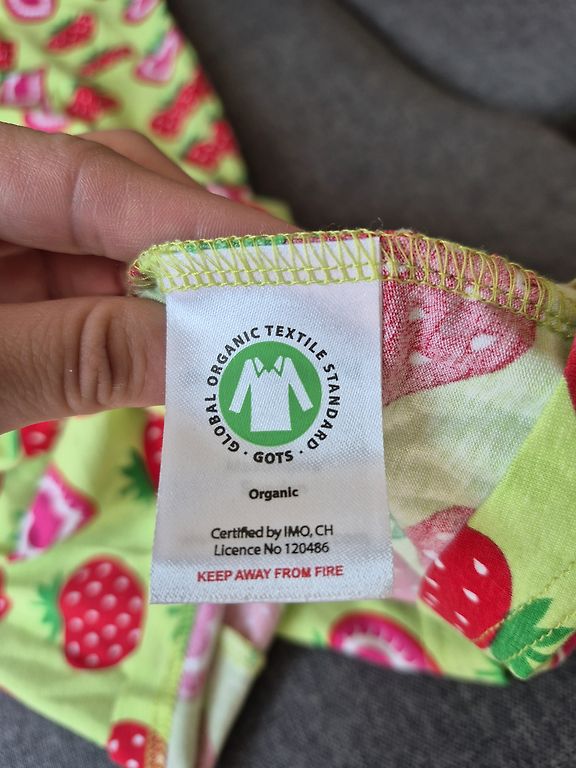 GLOBAL ORGANIC TEXTILE STANDARD · GOTS ·
Organic
Certified by IMO, CH
Licence No 120486
KEEP AWAY FROM FIRE